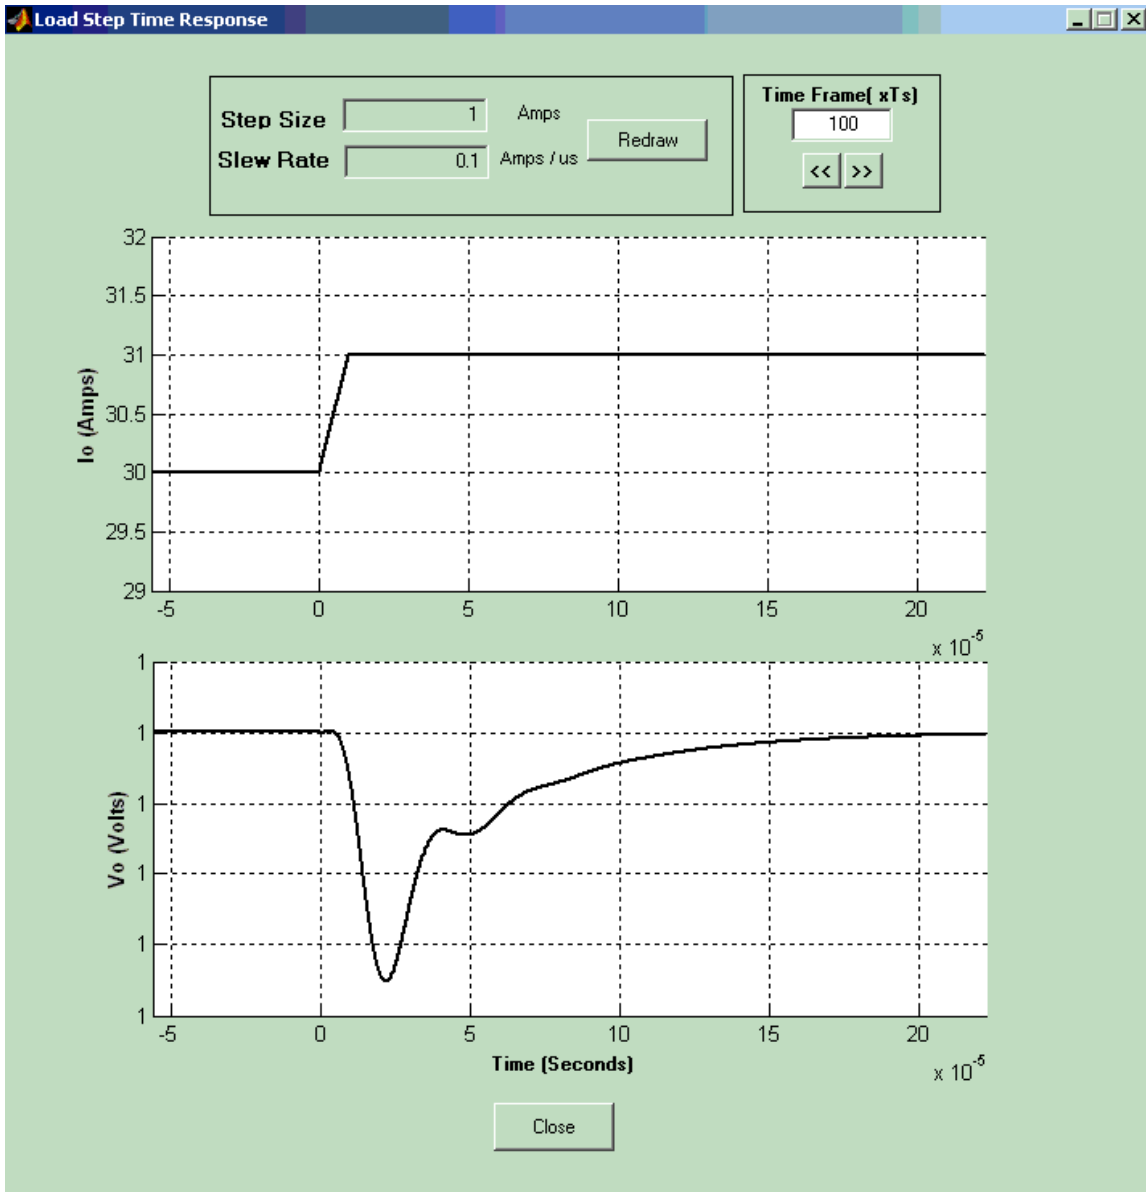 Load Step Time Response
Step Size 1 Amps
Slew Rate 0.1 Amps / us
Redraw
Time Frame( xTs)
100
<< >>
32
31.5
31
30.5
30
29.5
29
Io (Amps)
-5 0 5 10 15 20
x 10^-5
1
1
1
1
1
1
Vo (Volts)
-5 0 5 10 15 20
Time (Seconds)
x 10^-5
Close